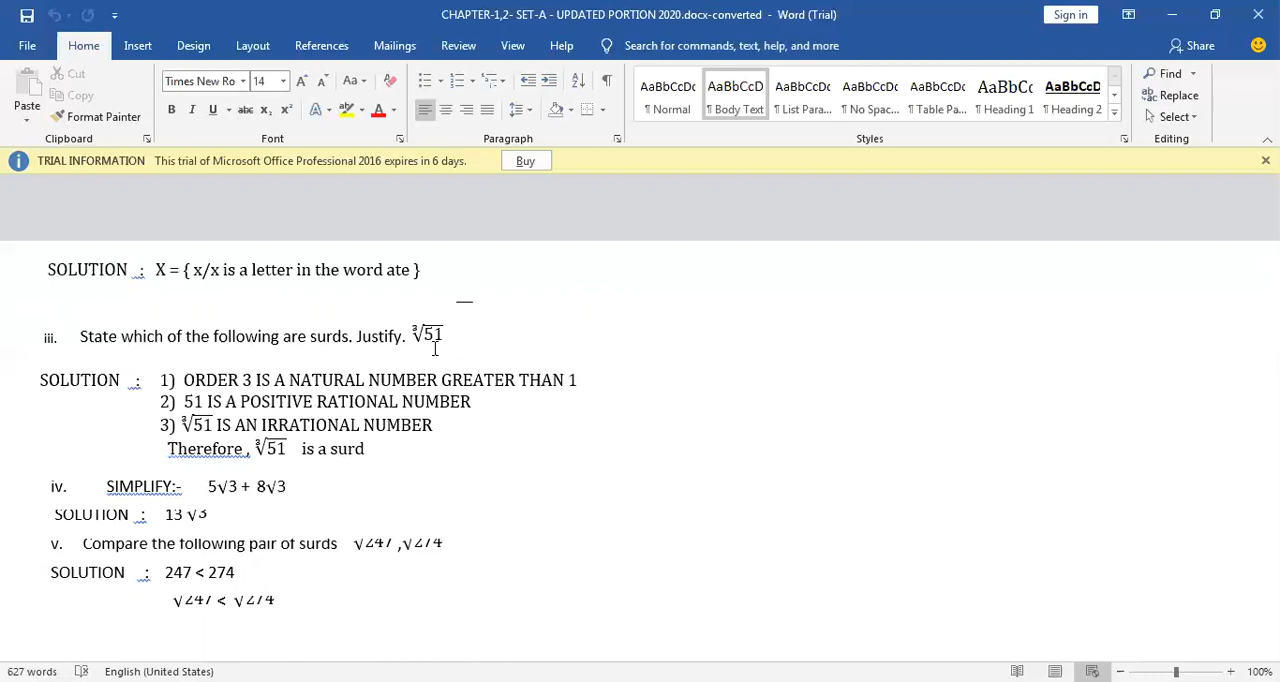 CHAPTER-1,2- SET-A - UPDATED PORTION 2020.docx-converted - Word (Trial)
Sign in
File Home Insert Design Layout References Mailings Review View Help Search for commands, text, help, and more Share
Paste
Cut
Copy
Format Painter
Clipboard
Times New Ro 14
Font
Paragraph
AaBbCcDc AaBbCcD AaBbCcDc AaBbCcDc AaBbCcDc AaBbCc AaBbCcD
¶ Normal ¶ Body Text ¶ List Para... ¶ No Spac... ¶ Table Pa... ¶ Heading 1 ¶ Heading 2
Styles
Find
Replace
Select
Editing
TRIAL INFORMATION This trial of Microsoft Office Professional 2016 expires in 6 days. Buy
SOLUTION : X = { x/x is a letter in the word ate }
iii. State which of the following are surds. Justify. ∛51
SOLUTION : 1) ORDER 3 IS A NATURAL NUMBER GREATER THAN 1
2) 51 IS A POSITIVE RATIONAL NUMBER
3) ∛51 IS AN IRRATIONAL NUMBER
Therefore , ∛51 is a surd
iv. SIMPLIFY:- 5√3 + 8√3
SOLUTION : 13 √3
v. Compare the following pair of surds √247 ,√274
SOLUTION : 247 < 274
√247 < √274
627 words English (United States) 100%